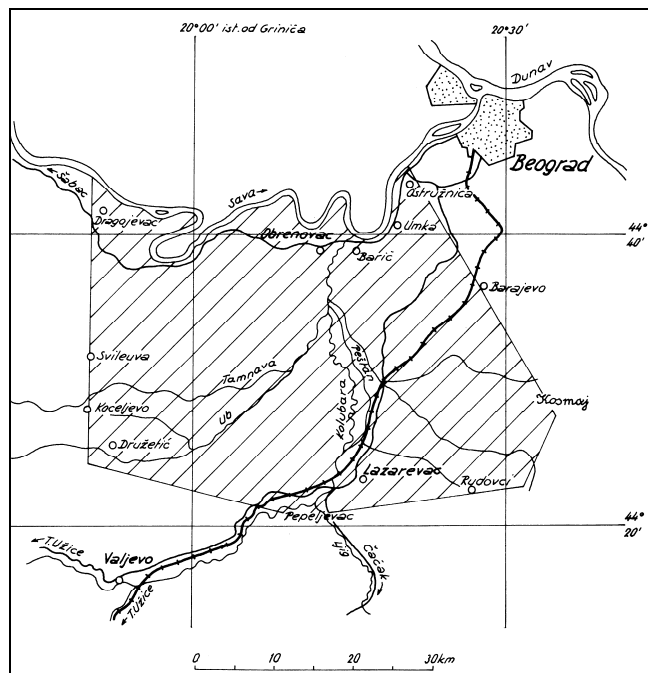 20°00' ist.od Griniča
20°30'
Dunav
Beograd
Šabac
Sava
Ostružnica
Dragojevac
Umka
44°
40'
Obrenovac
Barič
Barajevo
Svileuva
Tamnava
Peštan
Kolubara
Ub
Koceljevo
Kosmaj
Družetić
Lazarevac
Rudovci
Pepeljevac
44°
20'
T.Užice
Valjevo
Lig
Čačak
T.Užice
0 10 20 30km